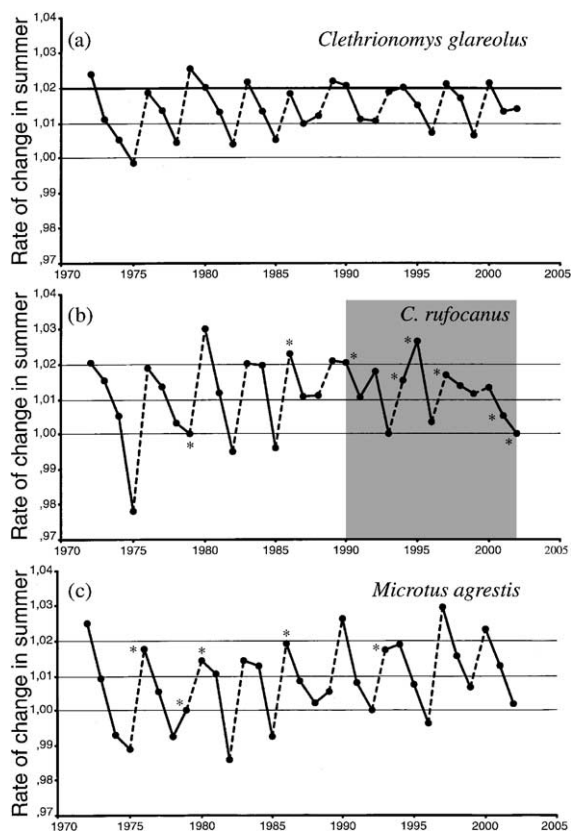 (a) Clethrionomys glareolus
Rate of change in summer
1,04
1,03
1,02
1,01
1,00
,99
,98
,97
1970 1975 1980 1985 1990 1995 2000 2005
(b) C. rufocanus
Rate of change in summer
1,04
1,03
1,02
1,01
1,00
,99
,98
,97
* * * * * * * *
1970 1975 1980 1985 1990 1995 2000 2005
(c) Microtus agrestis
Rate of change in summer
1,04
1,03
1,02
1,01
1,00
,99
,98
,97
* * * * *
1970 1975 1980 1985 1990 1995 2000 2005